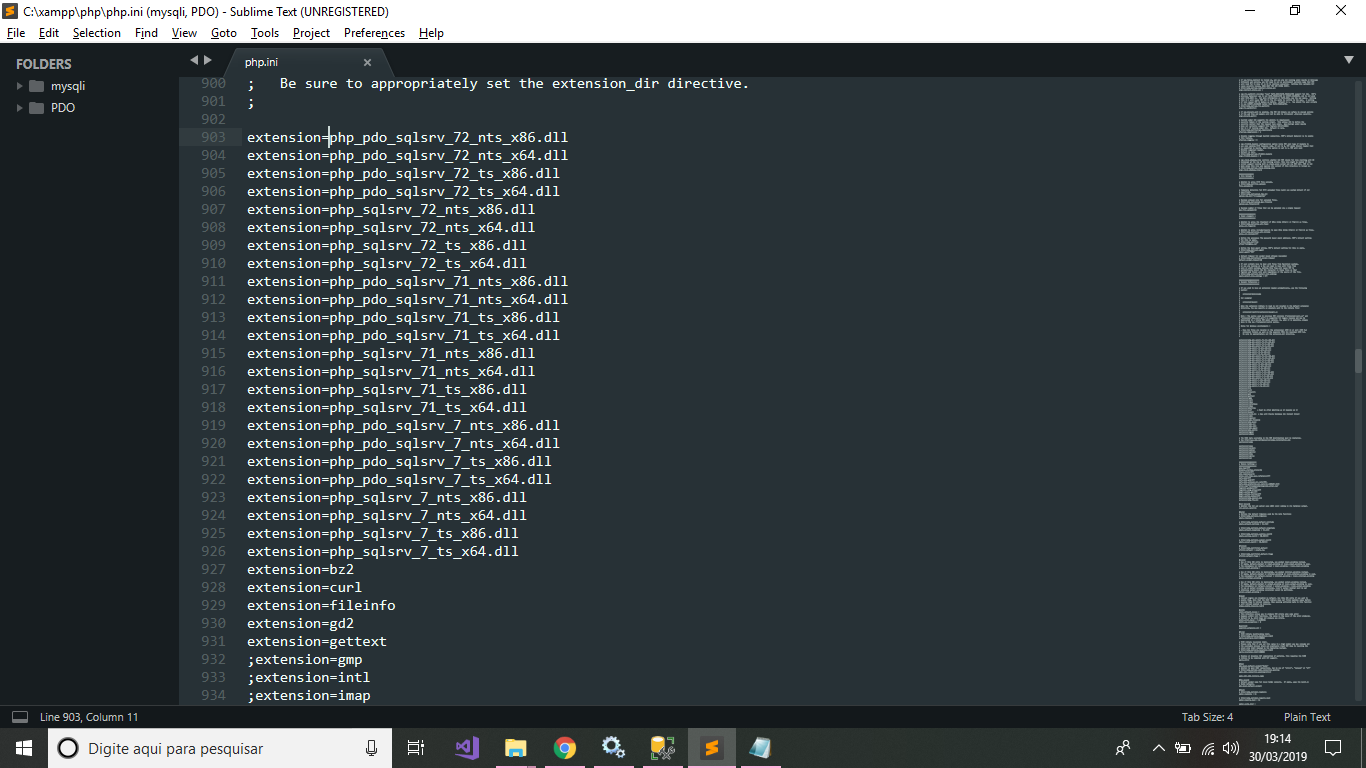 C:\xampp\php\php.ini (mysqli, PDO) - Sublime Text (UNREGISTERED)
File Edit Selection Find View Goto Tools Project Preferences Help
FOLDERS
mysqli
PDO
php.ini
900 ;   Be sure to appropriately set the extension_dir directive.
901 ;
902
903 extension=php_pdo_sqlsrv_72_nts_x86.dll
904 extension=php_pdo_sqlsrv_72_nts_x64.dll
905 extension=php_pdo_sqlsrv_72_ts_x86.dll
906 extension=php_pdo_sqlsrv_72_ts_x64.dll
907 extension=php_sqlsrv_72_nts_x86.dll
908 extension=php_sqlsrv_72_nts_x64.dll
909 extension=php_sqlsrv_72_ts_x86.dll
910 extension=php_sqlsrv_72_ts_x64.dll
911 extension=php_pdo_sqlsrv_71_nts_x86.dll
912 extension=php_pdo_sqlsrv_71_nts_x64.dll
913 extension=php_pdo_sqlsrv_71_ts_x86.dll
914 extension=php_pdo_sqlsrv_71_ts_x64.dll
915 extension=php_sqlsrv_71_nts_x86.dll
916 extension=php_sqlsrv_71_nts_x64.dll
917 extension=php_sqlsrv_71_ts_x86.dll
918 extension=php_sqlsrv_71_ts_x64.dll
919 extension=php_pdo_sqlsrv_7_nts_x86.dll
920 extension=php_pdo_sqlsrv_7_nts_x64.dll
921 extension=php_pdo_sqlsrv_7_ts_x86.dll
922 extension=php_pdo_sqlsrv_7_ts_x64.dll
923 extension=php_sqlsrv_7_nts_x86.dll
924 extension=php_sqlsrv_7_nts_x64.dll
925 extension=php_sqlsrv_7_ts_x86.dll
926 extension=php_sqlsrv_7_ts_x64.dll
927 extension=bz2
928 extension=curl
929 extension=fileinfo
930 extension=gd2
931 extension=gettext
932 ;extension=gmp
933 ;extension=intl
934 ;extension=imap
Line 903, Column 11
Tab Size: 4
Plain Text
Digite aqui para pesquisar
19:14
30/03/2019